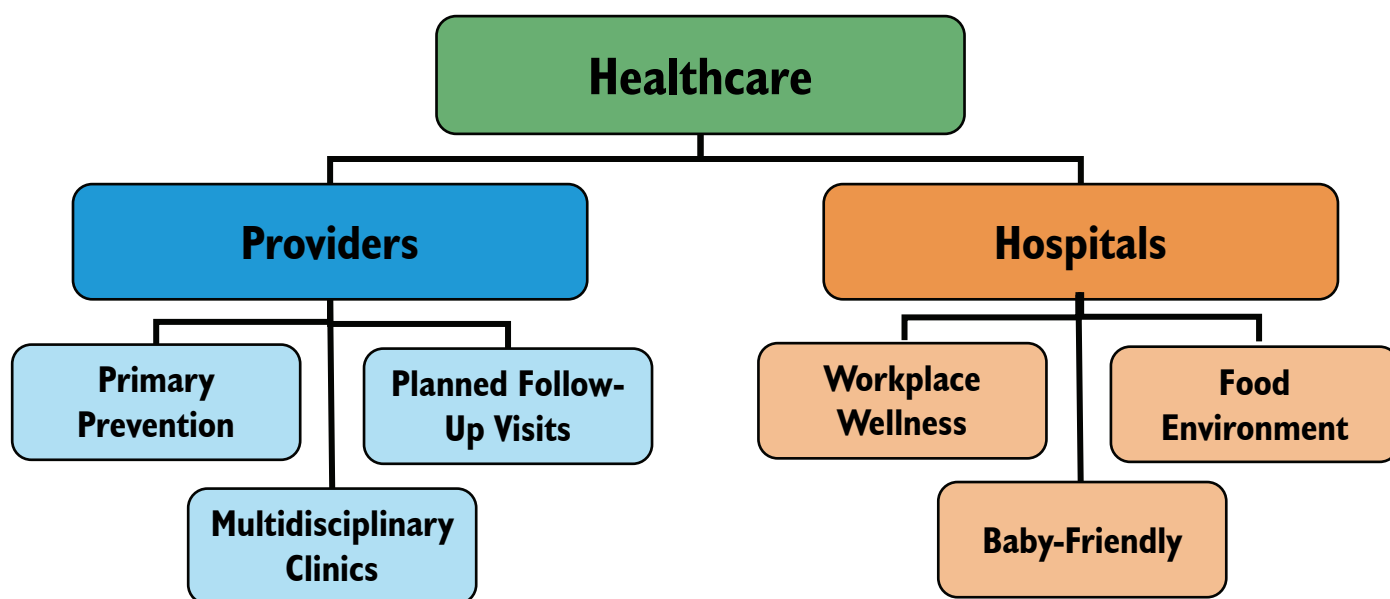 Healthcare
Providers
Hospitals
Primary
Prevention
Planned Follow-
Up Visits
Multidisciplinary
Clinics
Workplace
Wellness
Food
Environment
Baby-Friendly